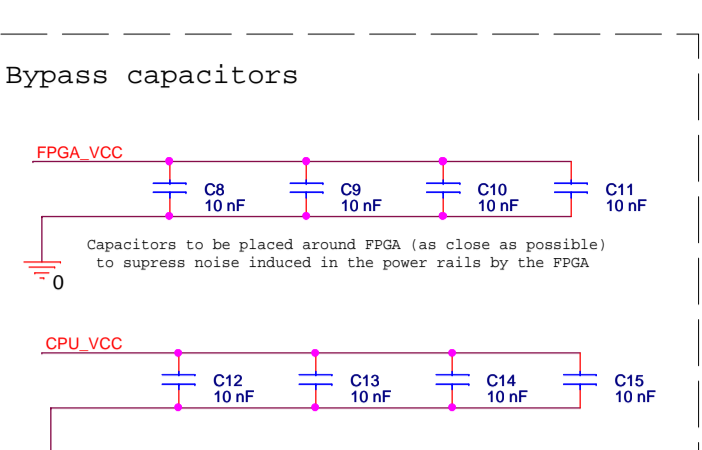 Bypass capacitors
FPGA_VCC
C8
10 nF
C9
10 nF
C10
10 nF
C11
10 nF
Capacitors to be placed around FPGA (as close as possible)
to supress noise induced in the power rails by the FPGA
0
CPU_VCC
C12
10 nF
C13
10 nF
C14
10 nF
C15
10 nF